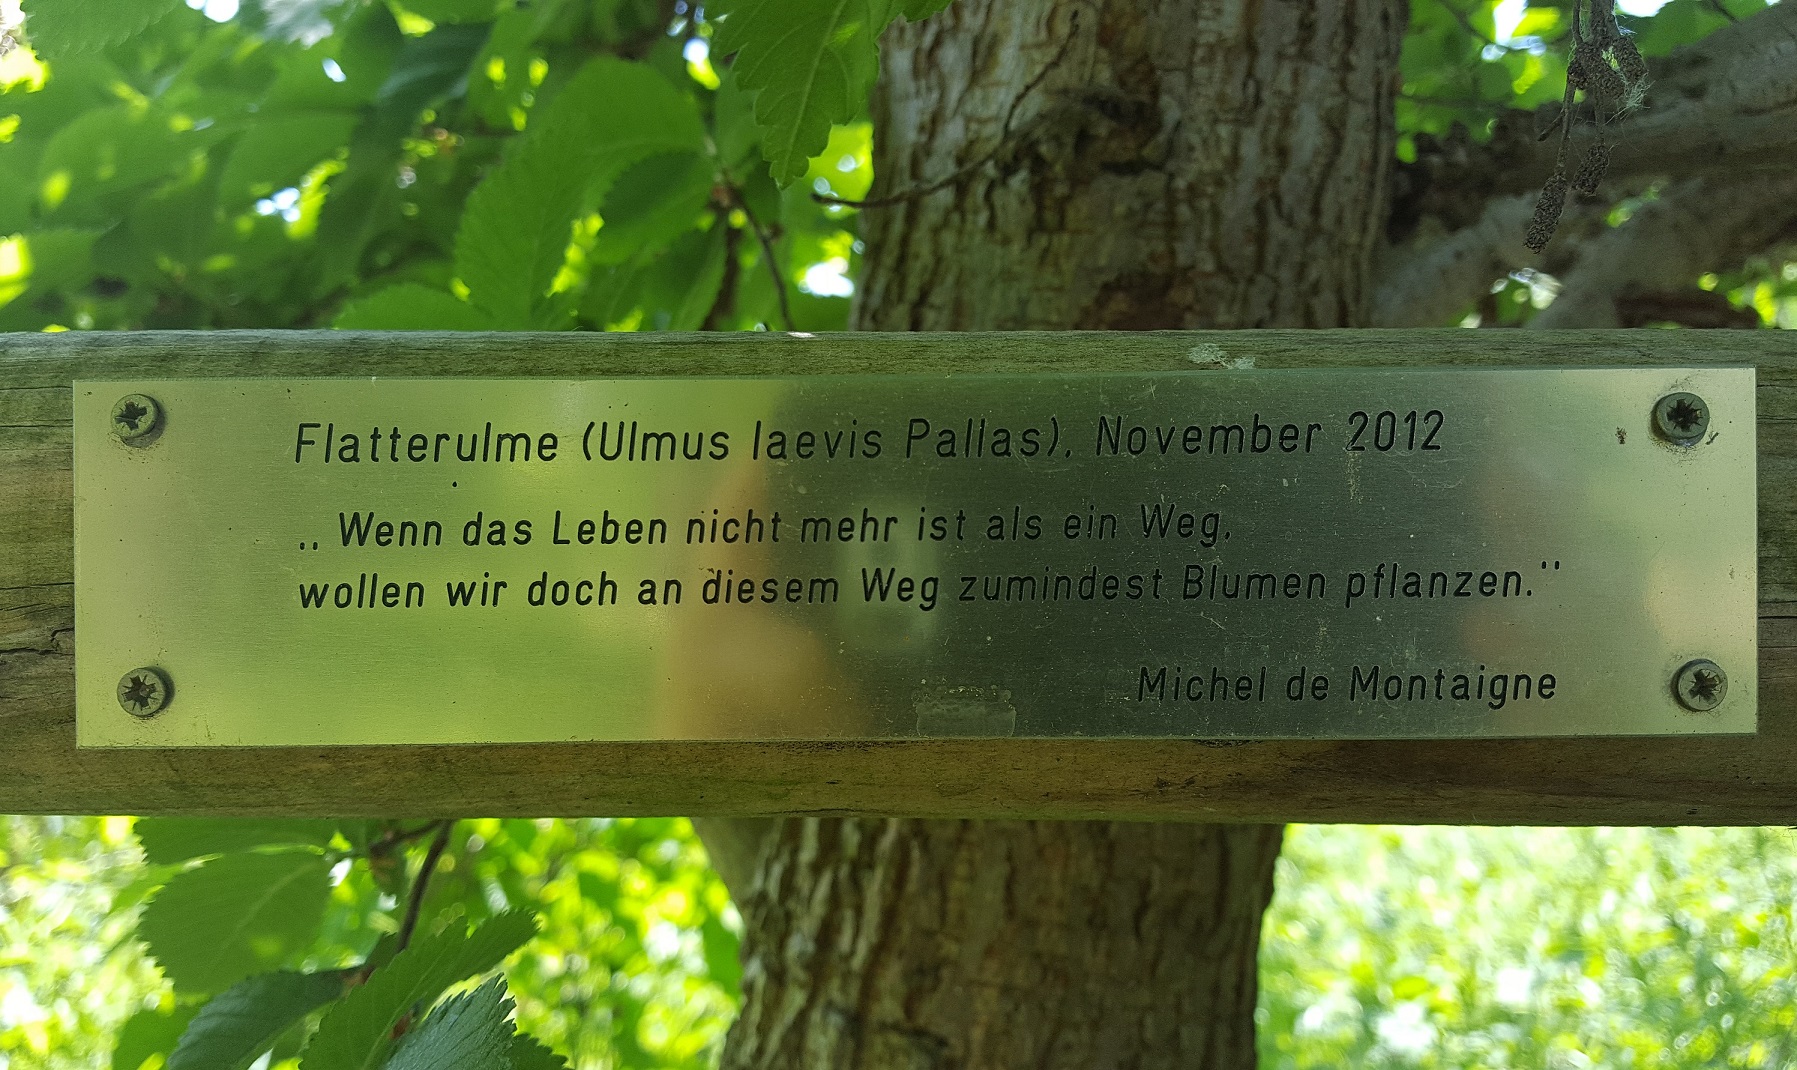 Flatterulme (Ulmus laevis Pallas), November 2012
,, Wenn das Leben nicht mehr ist als ein Weg,
wollen wir doch an diesem Weg zumindest Blumen pflanzen.''
Michel de Montaigne